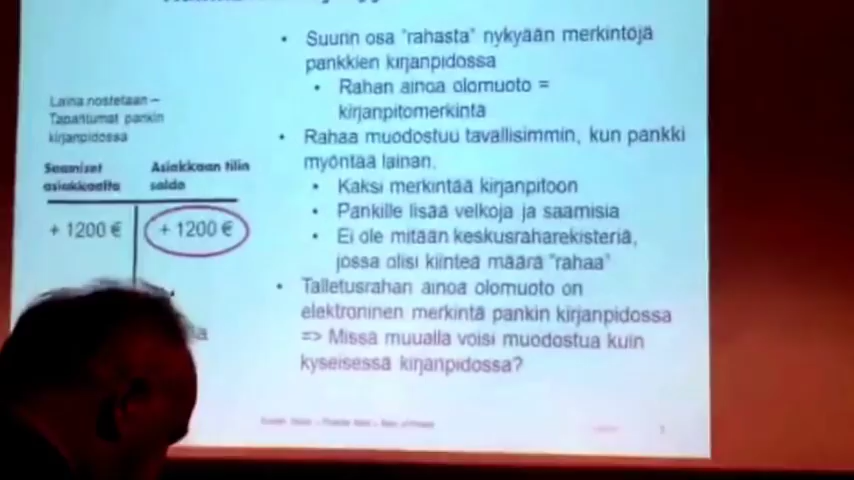 Suurin osa "rahasta" nykyään merkintöjä
pankkien kirjanpidossa
Rahan ainoa olomuoto =
kirjanpitomerkintä
Rahaa muodostuu tavallisimmin, kun pankki
myöntää lainan.
Kaksi merkintää kirjanpitoon
Pankille lisää velkoja ja saamisia
Ei ole mitään keskusraharekisteriä,
jossa olisi kiinteä määrä "rahaa"
Talletusrahan ainoa olomuoto on
elektroninen merkintä pankin kirjanpidossa
=> Missä muualla voisi muodostua kuin
kyseisessä kirjanpidossa?
Laina nostetaan –
Tapahtumat pankin
kirjanpidossa
Saamiset
asiakkaalta
Asiakkaan tilin
saldo
+ 1200 €
+ 1200 €